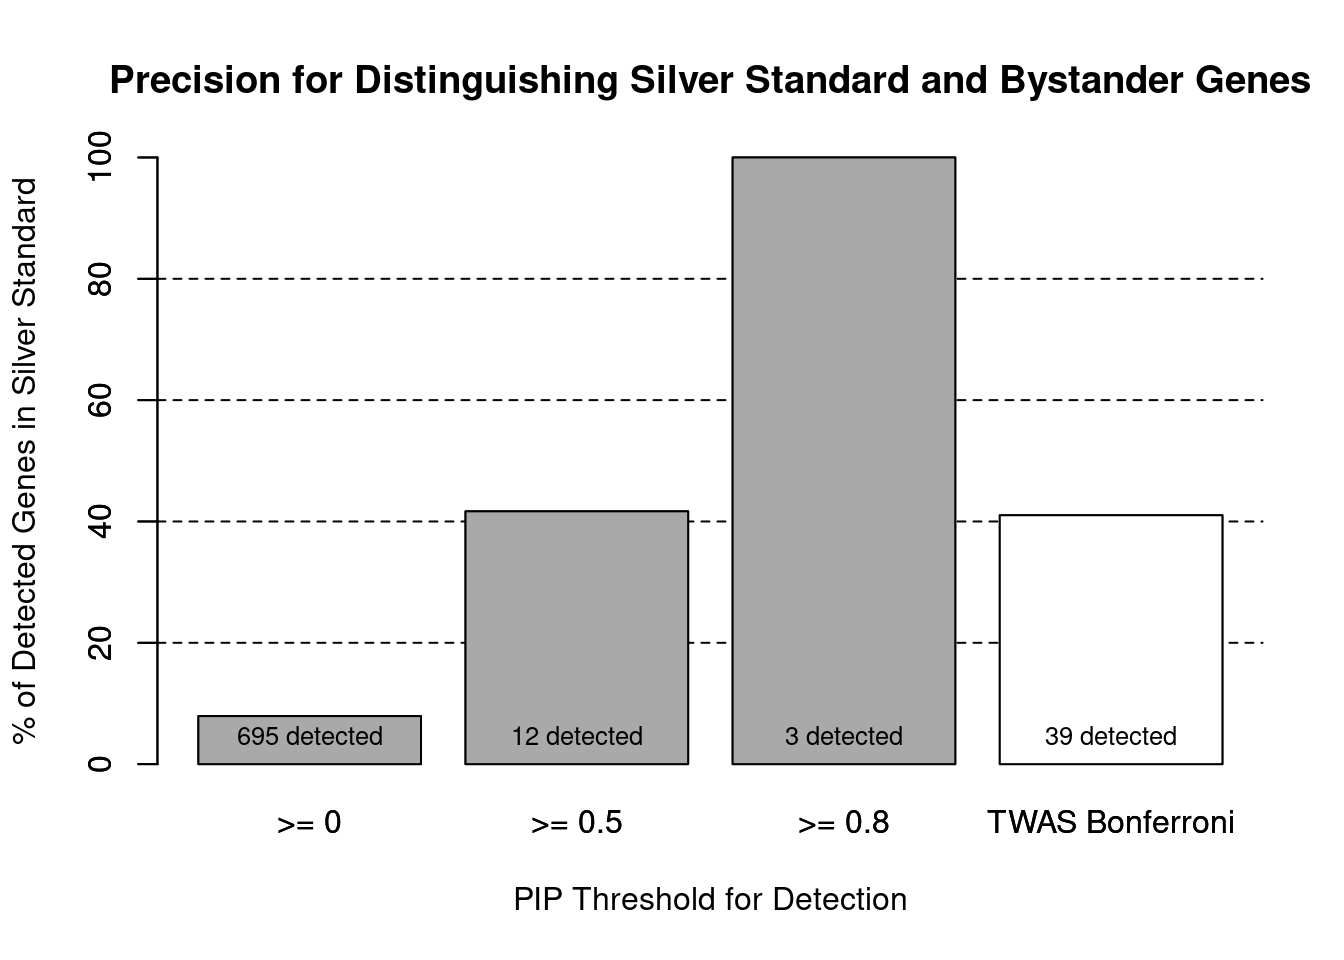 Precision for Distinguishing Silver Standard and Bystander Genes
% of Detected Genes in Silver Standard
100
80
60
40
20
0
695 detected
12 detected
3 detected
39 detected
>= 0
>= 0.5
>= 0.8
TWAS Bonferroni
PIP Threshold for Detection